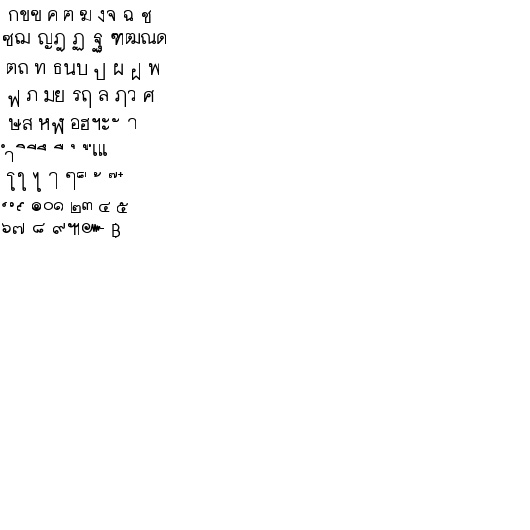 กขฃ ค ฅ ฆ งจ ฉ ช
ซฌ ญฎ ฏ ฐ ฑฒณด
ตถ ท ธนบ ป ผ ฝ พ
ฟ ภ มย รฤ ล ฦว ศ
ษส หฬ อฮฯะ ั า
ำ ิ ี ึ ื ุ ู เแ
โใ ไ ๅ ๆ ็ ่ ้ ๊ ๋
์ ํ ๎ ๏๐๑ ๒๓ ๔ ๕
๖๗ ๘ ๙๚๛ ฿